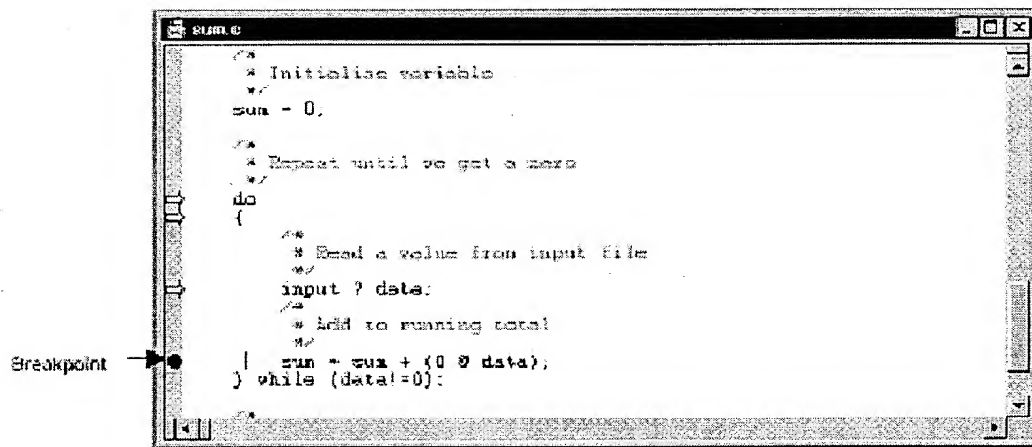 sum.c
/*
* Initialise variable
*/
sum = 0;
/*
* Repeat until we get a zero
*/
do
{
/*
* Read a value from input file
*/
input ? data;
/*
* Add to running total
*/
Breakpoint
sum = sum + (0 @ data);
} while (data!=0);
/*